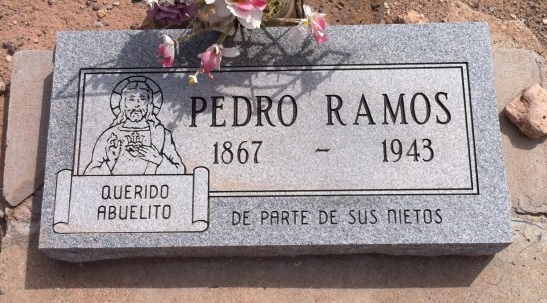 PEDRO RAMOS
1867 - 1943
QUERIDO
ABUELITO
DE PARTE DE SUS NIETOS